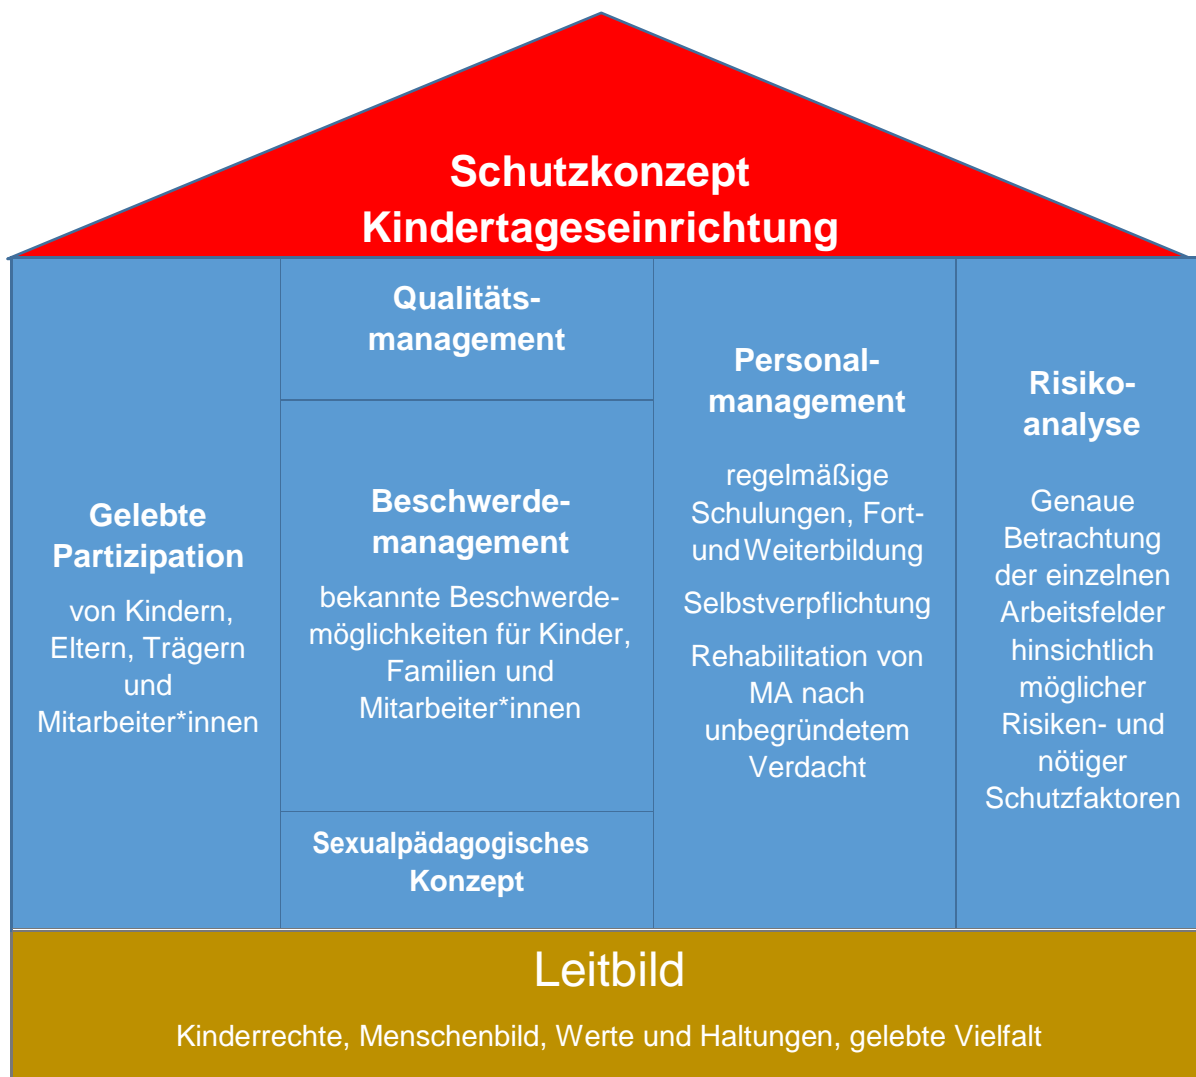 Schutzkonzept
Kindertageseinrichtung
Gelebte
Partizipation
von Kindern,
Eltern, Trägern
und
Mitarbeiter*innen
Qualitäts-
management
Beschwerde-
management
bekannte Beschwerde-
möglichkeiten für Kinder,
Familien und
Mitarbeiter*innen
Sexualpädagogisches
Konzept
Personal-
management
regelmäßige
Schulungen, Fort-
und Weiterbildung
Selbstverpflichtung
Rehabilitation von
MA nach
unbegründetem
Verdacht
Risiko-
analyse
Genaue
Betrachtung
der einzelnen
Arbeitsfelder
hinsichtlich
möglicher
Risiken- und
nötiger
Schutzfaktoren
Leitbild
Kinderrechte, Menschenbild, Werte und Haltungen, gelebte Vielfalt